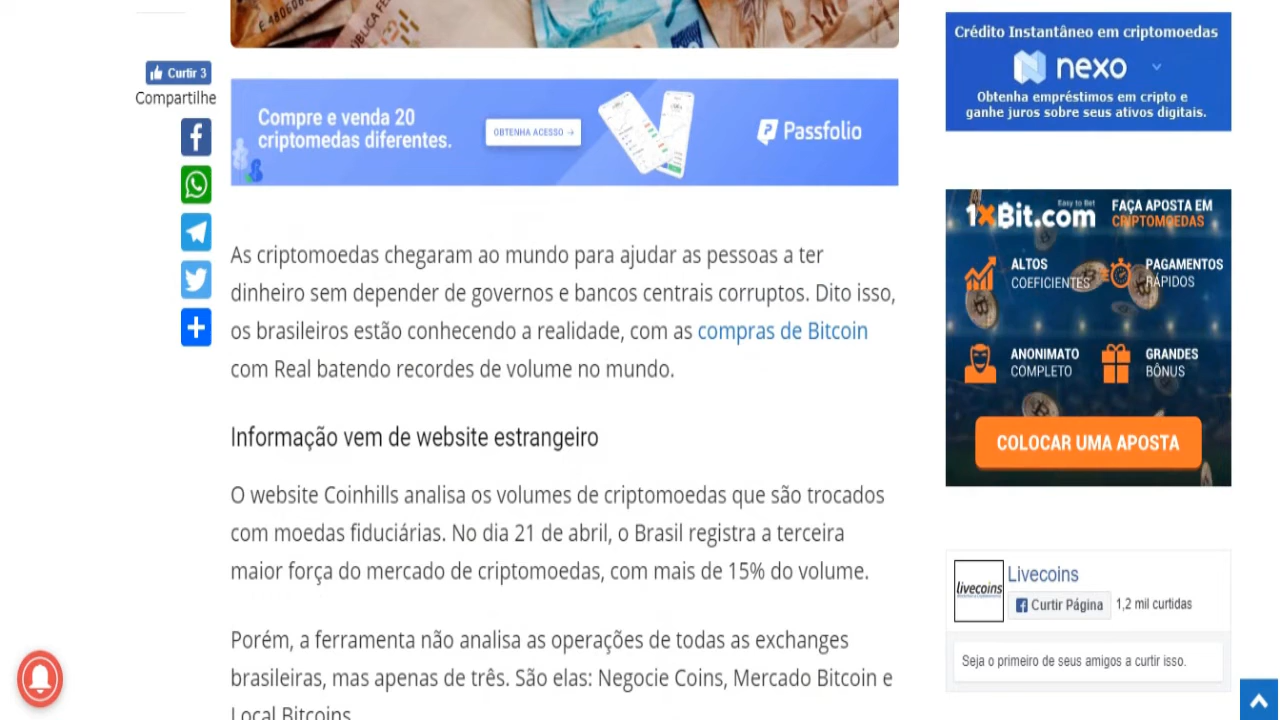 Curtir 3
Compartilhe
Compre e venda 20
criptomedas diferentes.
OBTENHA ACESSO →
Passfolio
As criptomoedas chegaram ao mundo para ajudar as pessoas a ter
dinheiro sem depender de governos e bancos centrais corruptos. Dito isso,
os brasileiros estão conhecendo a realidade, com as compras de Bitcoin
com Real batendo recordes de volume no mundo.
Informação vem de website estrangeiro
O website Coinhills analisa os volumes de criptomoedas que são trocados
com moedas fiduciárias. No dia 21 de abril, o Brasil registra a terceira
maior força do mercado de criptomoedas, com mais de 15% do volume.
Porém, a ferramenta não analisa as operações de todas as exchanges
brasileiras, mas apenas de três. São elas: Negocie Coins, Mercado Bitcoin e
Local Bitcoins
Crédito Instantâneo em criptomoedas
nexo
Obtenha empréstimos em cripto e
ganhe juros sobre seus ativos digitais.
Easy to Bet
1XBit.com
FAÇA APOSTA EM
CRIPTOMOEDAS
ALTOS
COEFICIENTES
PAGAMENTOS
RÁPIDOS
ANONIMATO
COMPLETO
GRANDES
BÔNUS
COLOCAR UMA APOSTA
livecoins
Livecoins
Curtir Página
1,2 mil curtidas
Seja o primeiro de seus amigos a curtir isso.